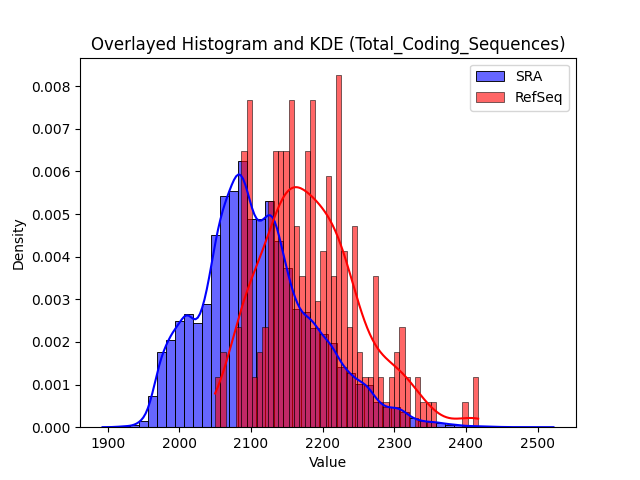 Overlayed Histogram and KDE (Total_Coding_Sequences)
SRA
RefSeq
Density
0.008
0.007
0.006
0.005
0.004
0.003
0.002
0.001
0.000
1900 2000 2100 2200 2300 2400 2500
Value